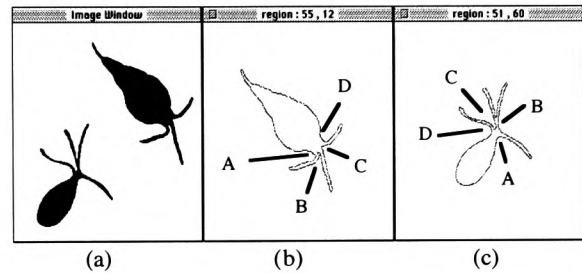 Image Window
region : 55 , 12
region : 51 , 60
D
A
B
C
C
B
D
A
(a)
(b)
(c)